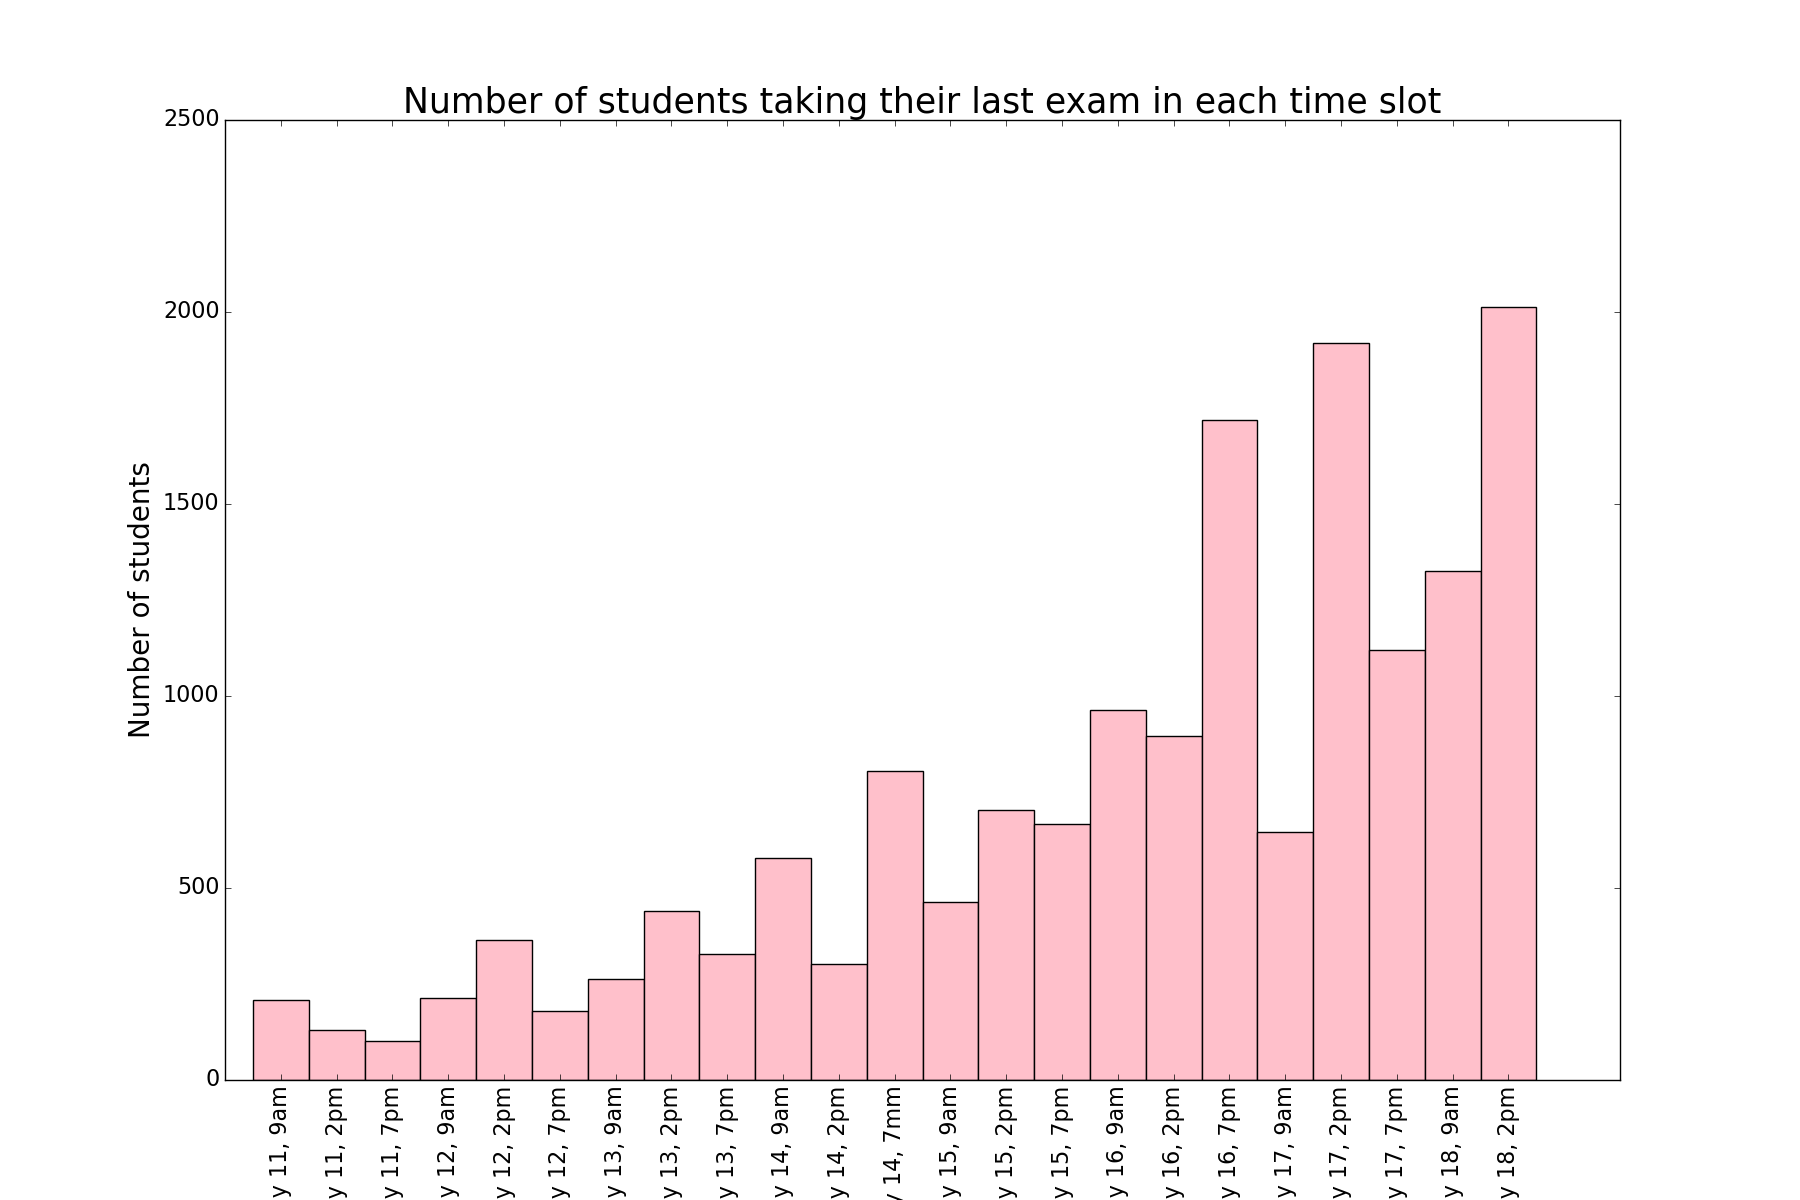 Number of students taking their last exam in each time slot
2500
2000
1500
1000
500
0
Number of students
y 11, 9am
y 11, 2pm
y 11, 7pm
y 12, 9am
y 12, 2pm
y 12, 7pm
y 13, 9am
y 13, 2pm
y 13, 7pm
y 14, 9am
y 14, 2pm
y 14, 7mm
y 15, 9am
y 15, 2pm
y 15, 7pm
y 16, 9am
y 16, 2pm
y 16, 7pm
y 17, 9am
y 17, 2pm
y 17, 7pm
y 18, 9am
y 18, 2pm